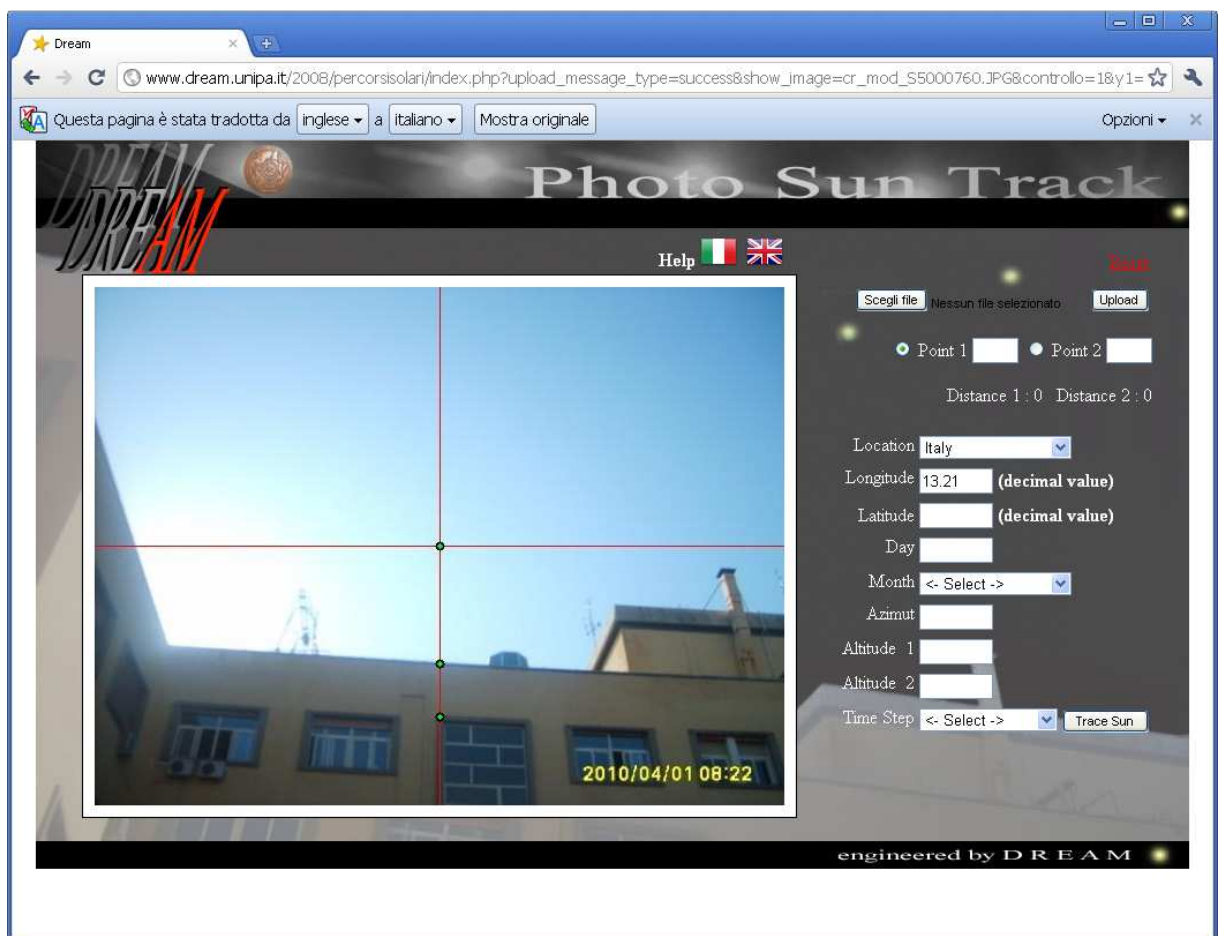 Dream
www.dream.unipa.it/2008/percorsisolari/index.php?upload_message_type=success&show_image=cr_mod_S5000760.JPG&controllo=1&y1=
Questa pagina è stata tradotta da inglese a italiano Mostra originale Opzioni
DREAM
DREAM
Photo Sun Track
Help
Scegli file Nessun file selezionato Upload
Point 1 Point 2
Distance 1 : 0 Distance 2 : 0
Location Italy
Longitude 13.21 (decimal value)
Latitude (decimal value)
Day
Month <- Select ->
Azimut
Altitude 1
Altitude 2
Time Step <- Select -> Trace Sun
2010/04/01 08:22
engineered by D R E A M